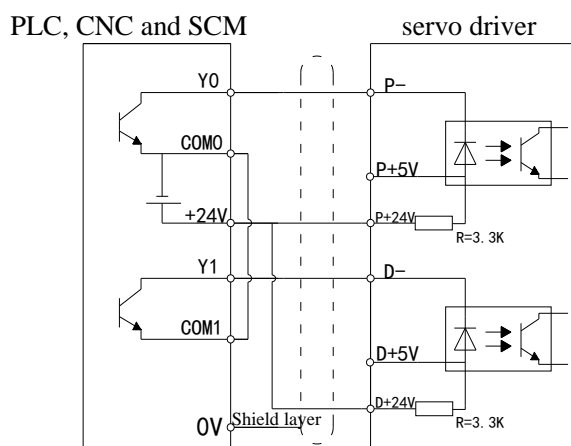 PLC, CNC and SCM
servo driver
Y0
P-
COM0
P+5V
+24V
P+24V
R=3.3K
Y1
D-
COM1
D+5V
D+24V
R=3.3K
0V
Shield layer